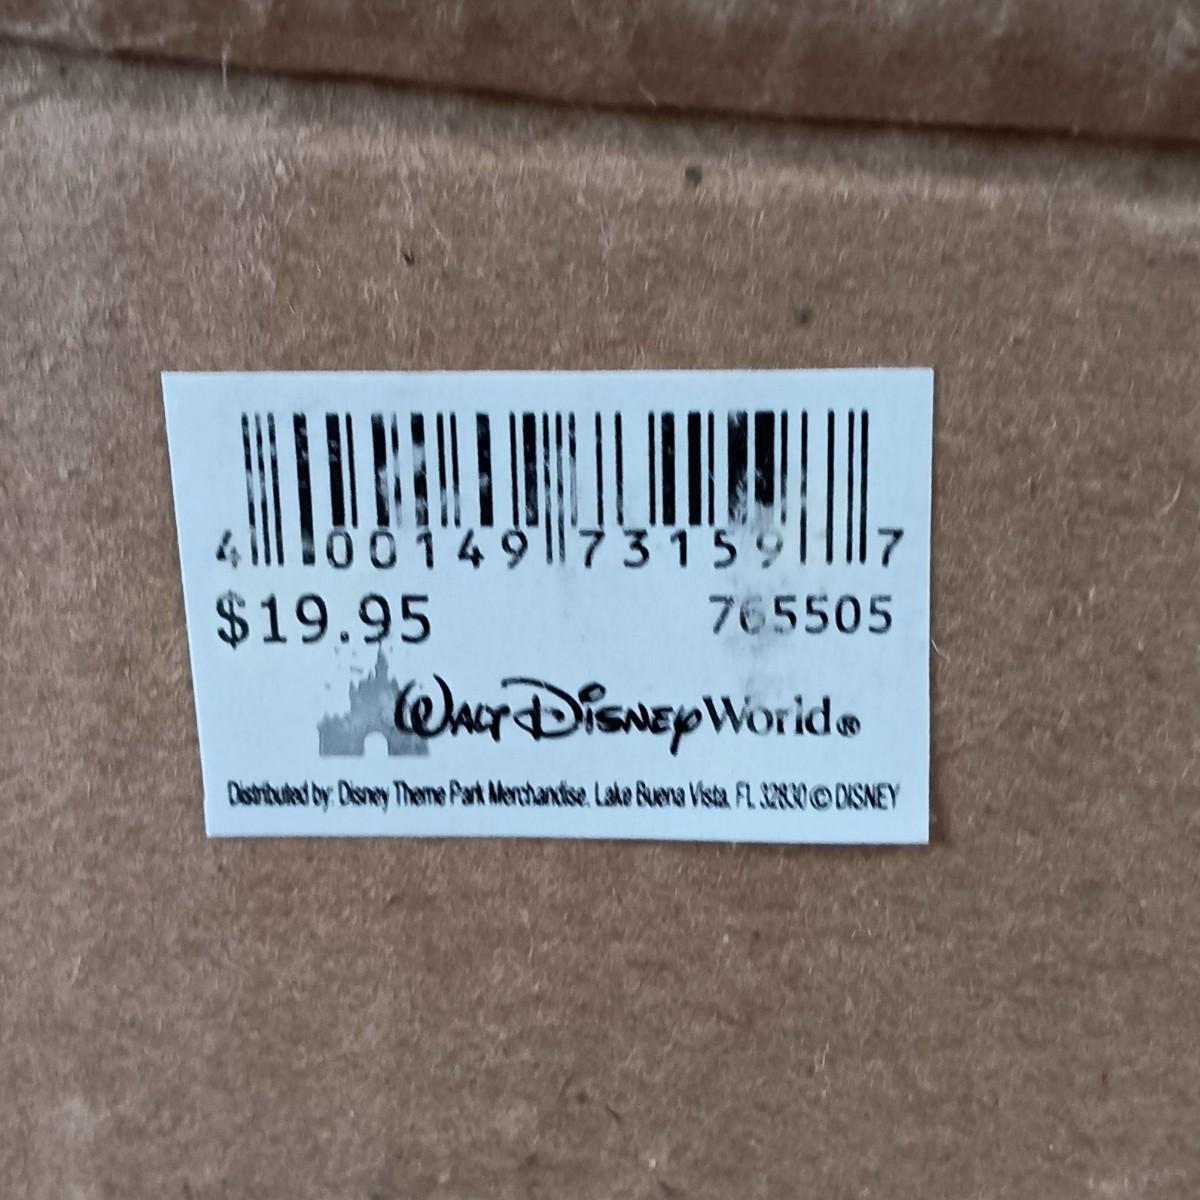 4 00149 73159 7
$19.95 765505
WALT DISNEY World®
Distributed by: Disney Theme Park Merchandise, Lake Buena Vista, FL 32830 © DISNEY